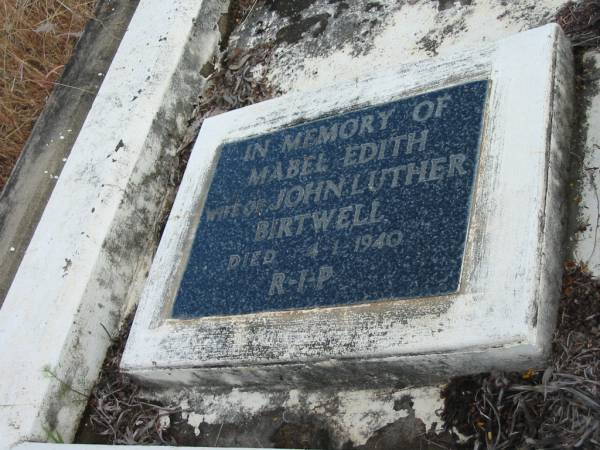 IN MEMORY OF
MABEL EDITH
WIFE OF JOHN LUTHER
BIRTWELL
DIED 4-1-1940
R-I-P